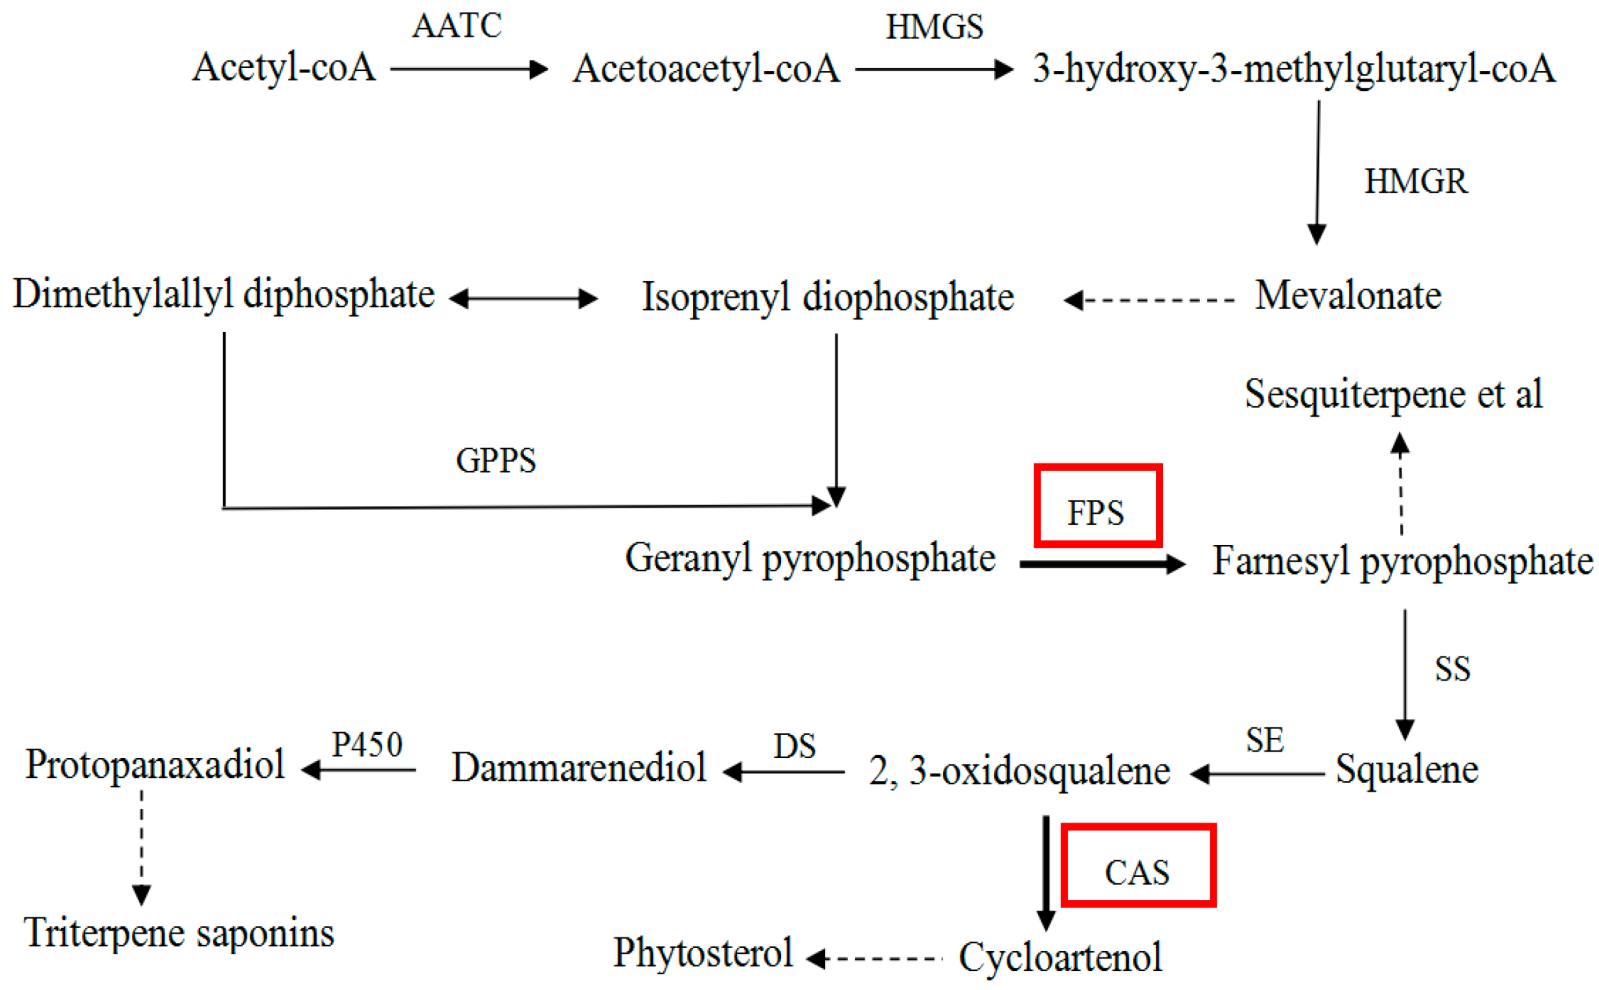 AATC
HMGS
Acetyl-coA
Acetoacetyl-coA
3-hydroxy-3-methylglutaryl-coA
HMGR
Dimethylallyl diphosphate
Isoprenyl diophosphate
Mevalonate
Sesquiterpene et al
GPPS
FPS
Geranyl pyrophosphate
Farnesyl pyrophosphate
SS
Protopanaxadiol
P450
Dammarenediol
DS
2, 3-oxidosqualene
SE
Squalene
CAS
Triterpene saponins
Phytosterol
Cycloartenol